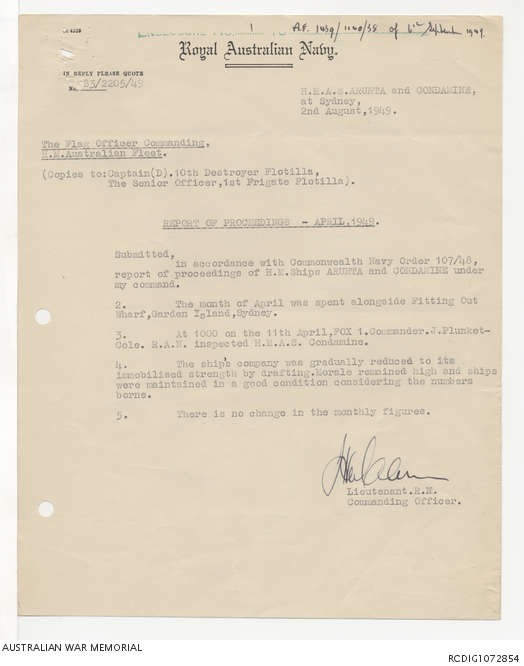 ENCLOSURE NO. 1 TO A.F. 1439/1140/38 of 6th September 1949.
Royal Australian Navy.
IN REPLY PLEASE QUOTE
No. B3/2205/49
H.M.A.S.ARUNTA and CONDAMINE,
at Sydney,
2nd August,1949.
The Flag Officer Commanding,
H.M.Australian Fleet.
(Copies to:Captain(D).10th Destroyer Flotilla,
The Senior Officer,1st Frigate Flotilla).
REPORT OF PROCEEDINGS - APRIL,1949.
Submitted,
in accordance with Commonwealth Navy Order 107/48,
report of proceedings of H.M.Ships ARUNTA and CONDAMINE under
my command.
2. The month of April was spent alongside Fitting Out
Wharf,Garden Island,Sydney.
3. At 1000 on the 11th April,FOX 1.Commander.J.Plunket-
Cole. R.A.N. inspected H.M.A.S. Condamine.
4. The ship's company was gradually reduced to its
immobilised strength by drafting.Morale remained high and ships
were maintained in a good condition considering the numbers
borne.
5. There is no change in the monthly figures.
Lieutenant.R.N.
Commanding Officer.
AUSTRALIAN WAR MEMORIAL
RCDIG1072854